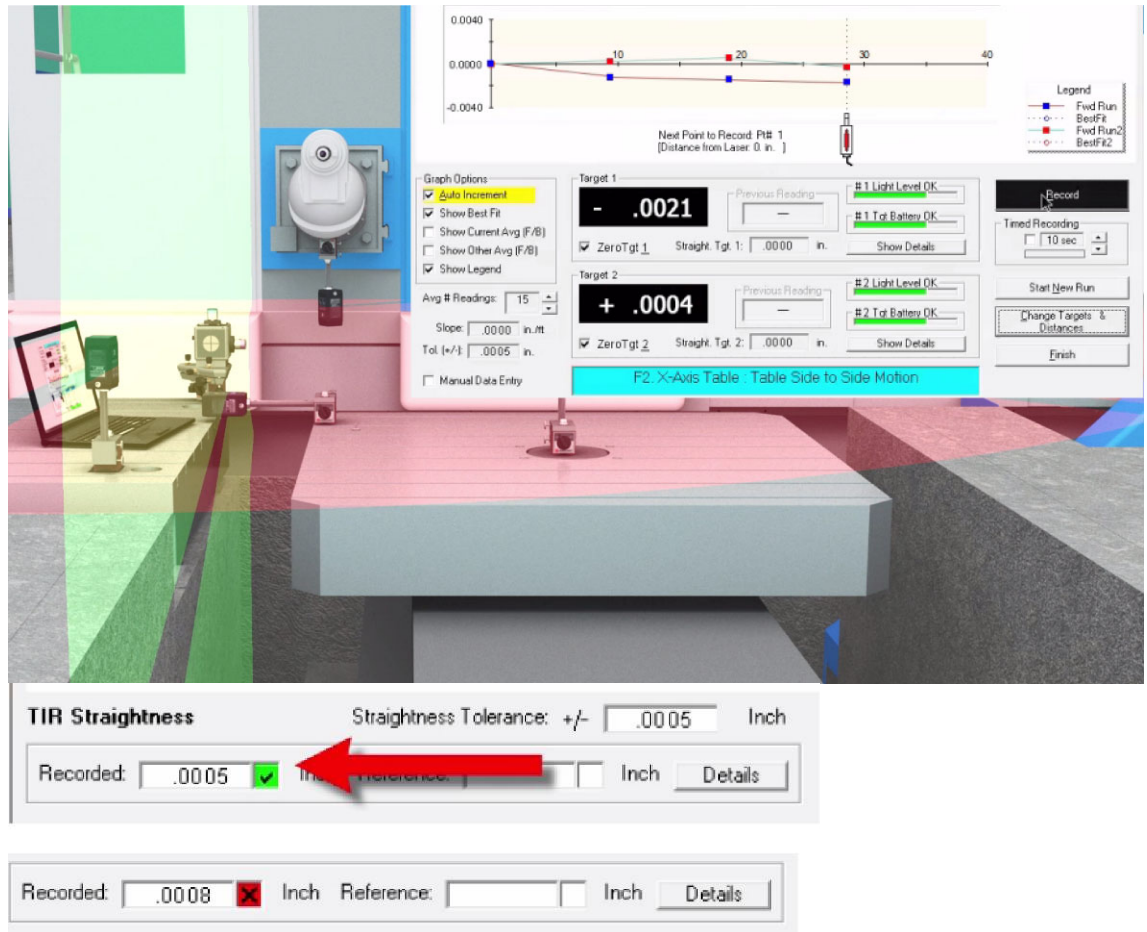 0.0040
10 20 30 40
0.0000
-0.0040
Legend
Fwd Run
BestFit
Fwd Run2
BestFit2
Next Point to Record: Pt# 1
[Distance from Laser: 0. in. ]
Graph Options
Auto Increment
Show Best Fit
Show Current Avg (F/B)
Show Other Avg (F/B)
Show Legend
Avg # Readings: 15
Slope: .0000 in./ft
Tol. (+/-): .0005 in.
Manual Data Entry
Target 1
- .0021
Previous Reading
#1 Light Level OK
#1 Tgt Battery OK
ZeroTgt 1 Straight. Tgt. 1: .0000 in. Show Details
Target 2
+ .0004
Previous Reading
#2 Light Level OK
#2 Tgt Battery OK
ZeroTgt 2 Straight. Tgt. 2: .0000 in. Show Details
F2. X-Axis Table : Table Side to Side Motion
Record
Timed Recording
10 sec
Start New Run
Change Targets &
Distances
Finish
TIR Straightness Straightness Tolerance: +/- .0005 Inch
Recorded: .0005 Inch Details
Recorded: .0008 Inch Reference: Inch Details